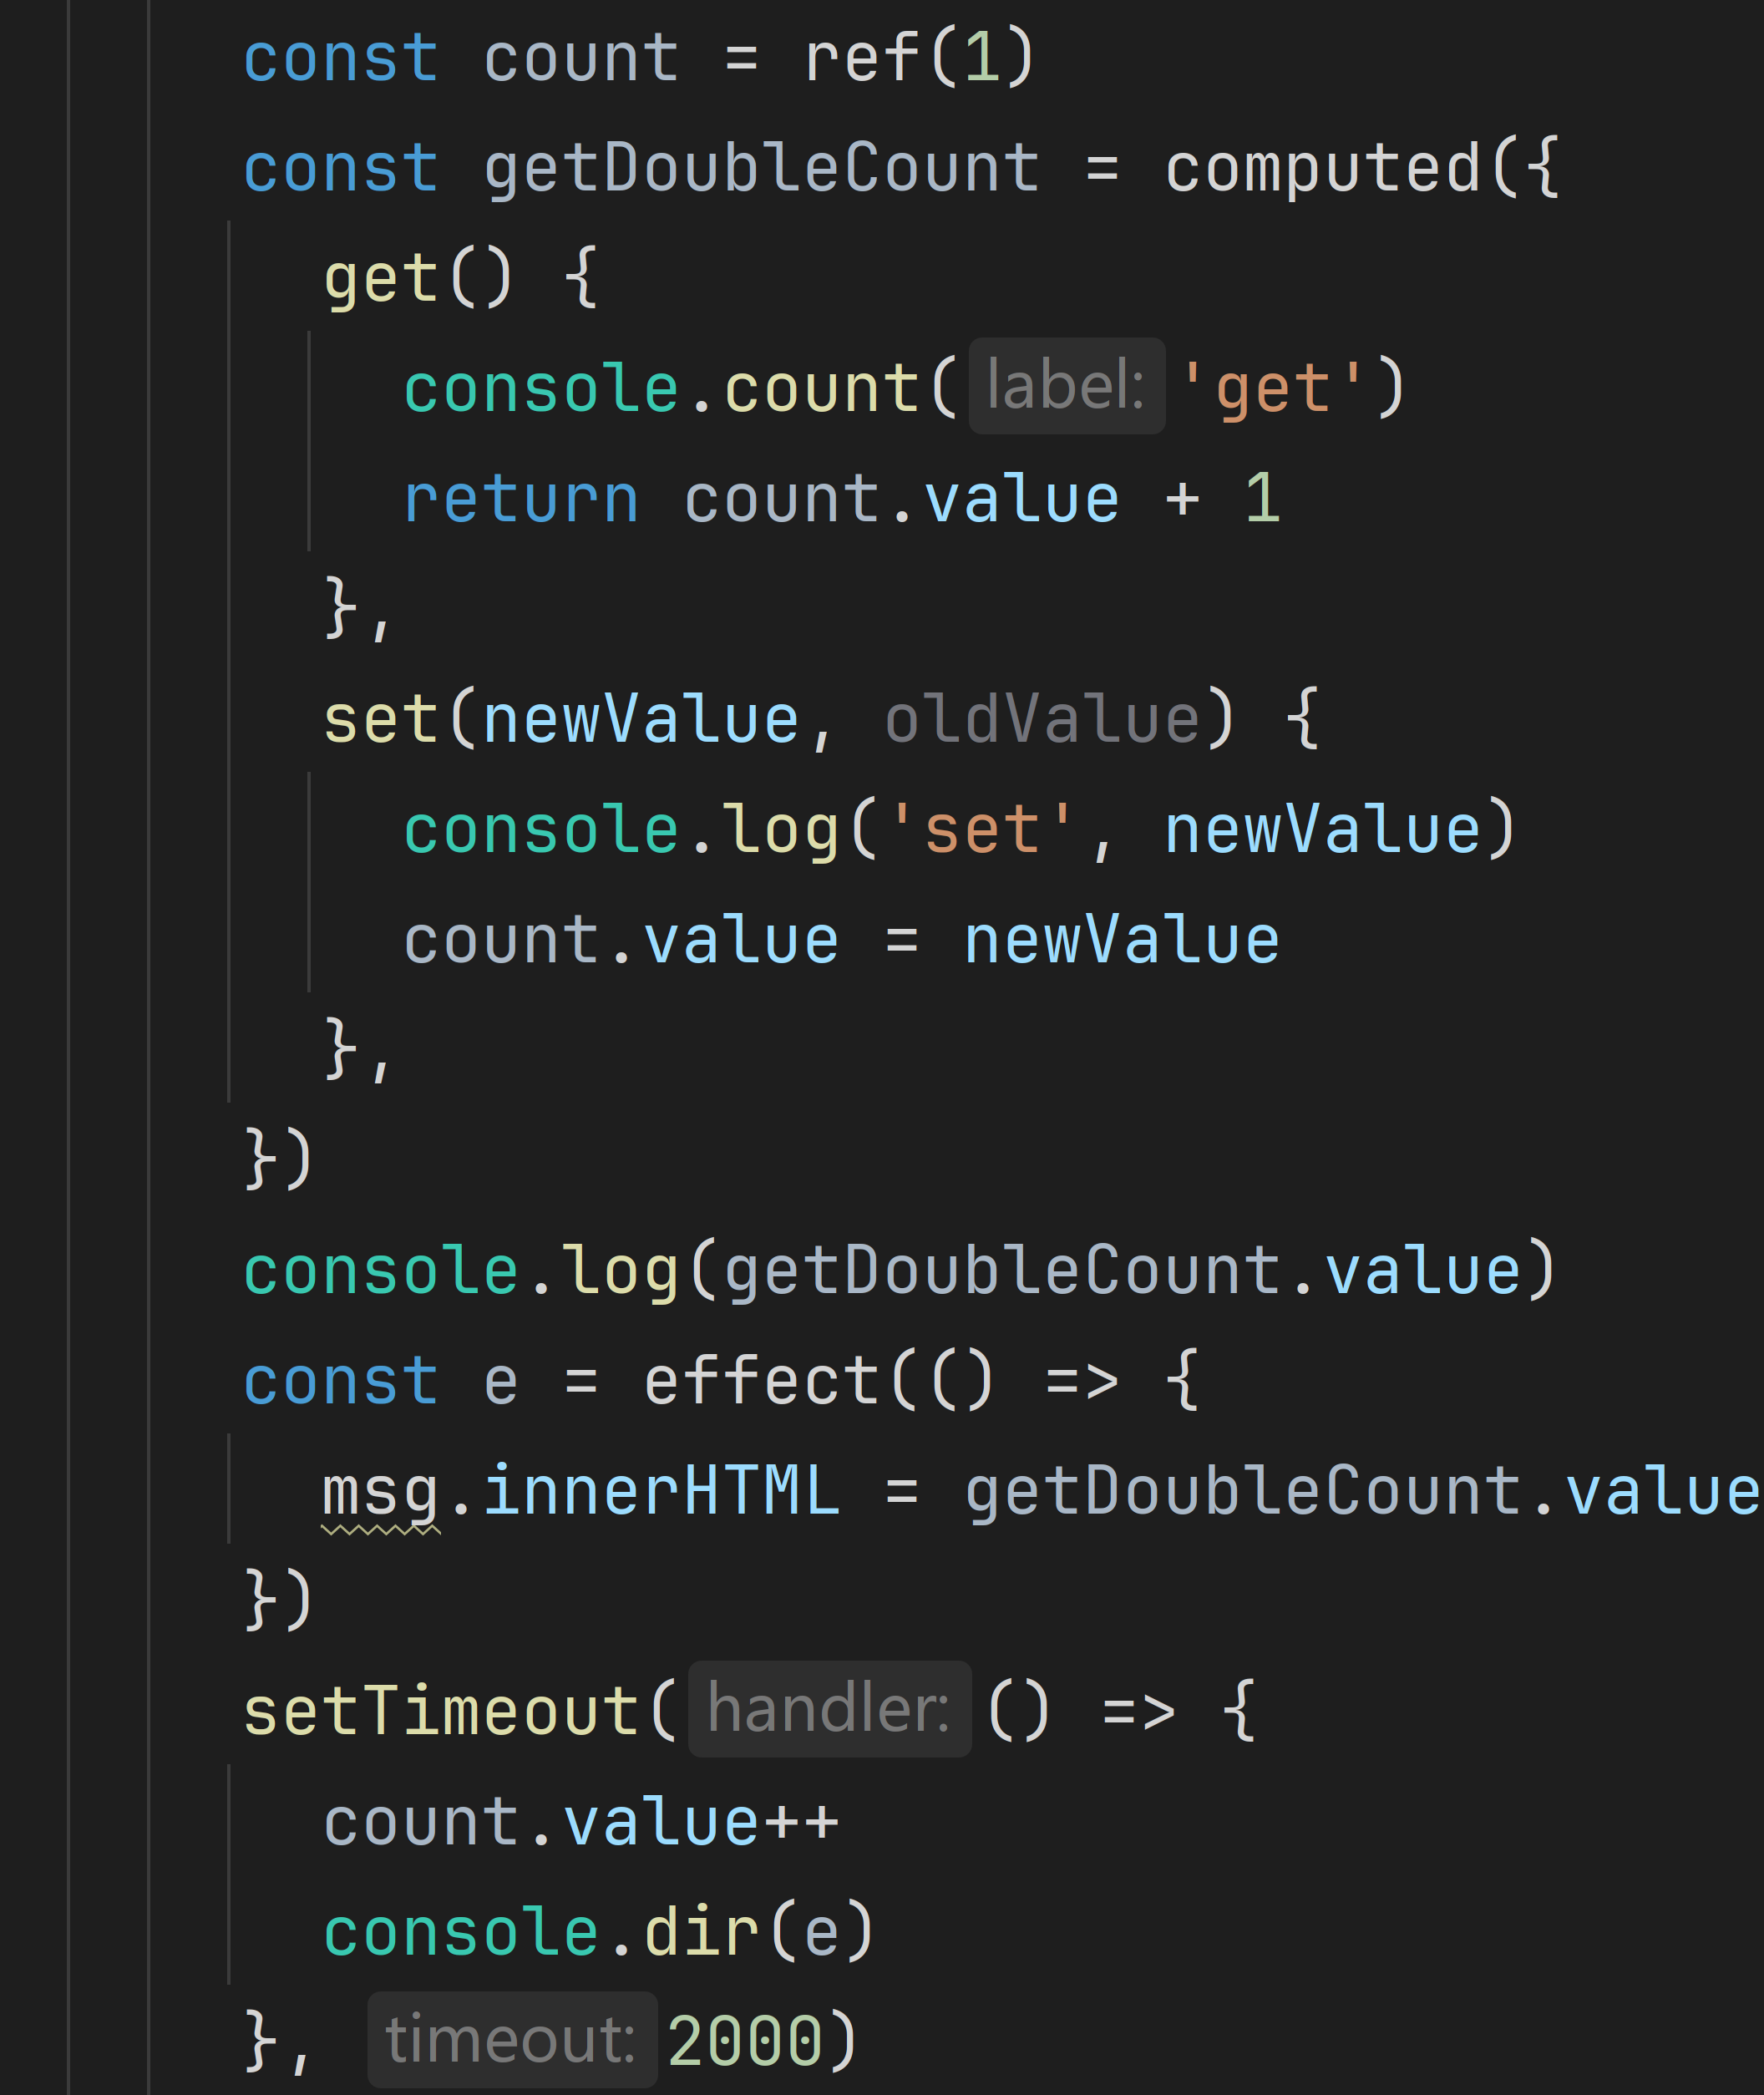 const count = ref(1)
const getDoubleCount = computed({
get() {
console.count( label: 'get')
return count.value + 1
},
set(newValue, oldValue) {
console.log('set', newValue)
count.value = newValue
},
})
console.log(getDoubleCount.value)
const e = effect(() => {
msg.innerHTML = getDoubleCount.value
})
setTimeout( handler: () => {
count.value++
console.dir(e)
}, timeout: 2000)